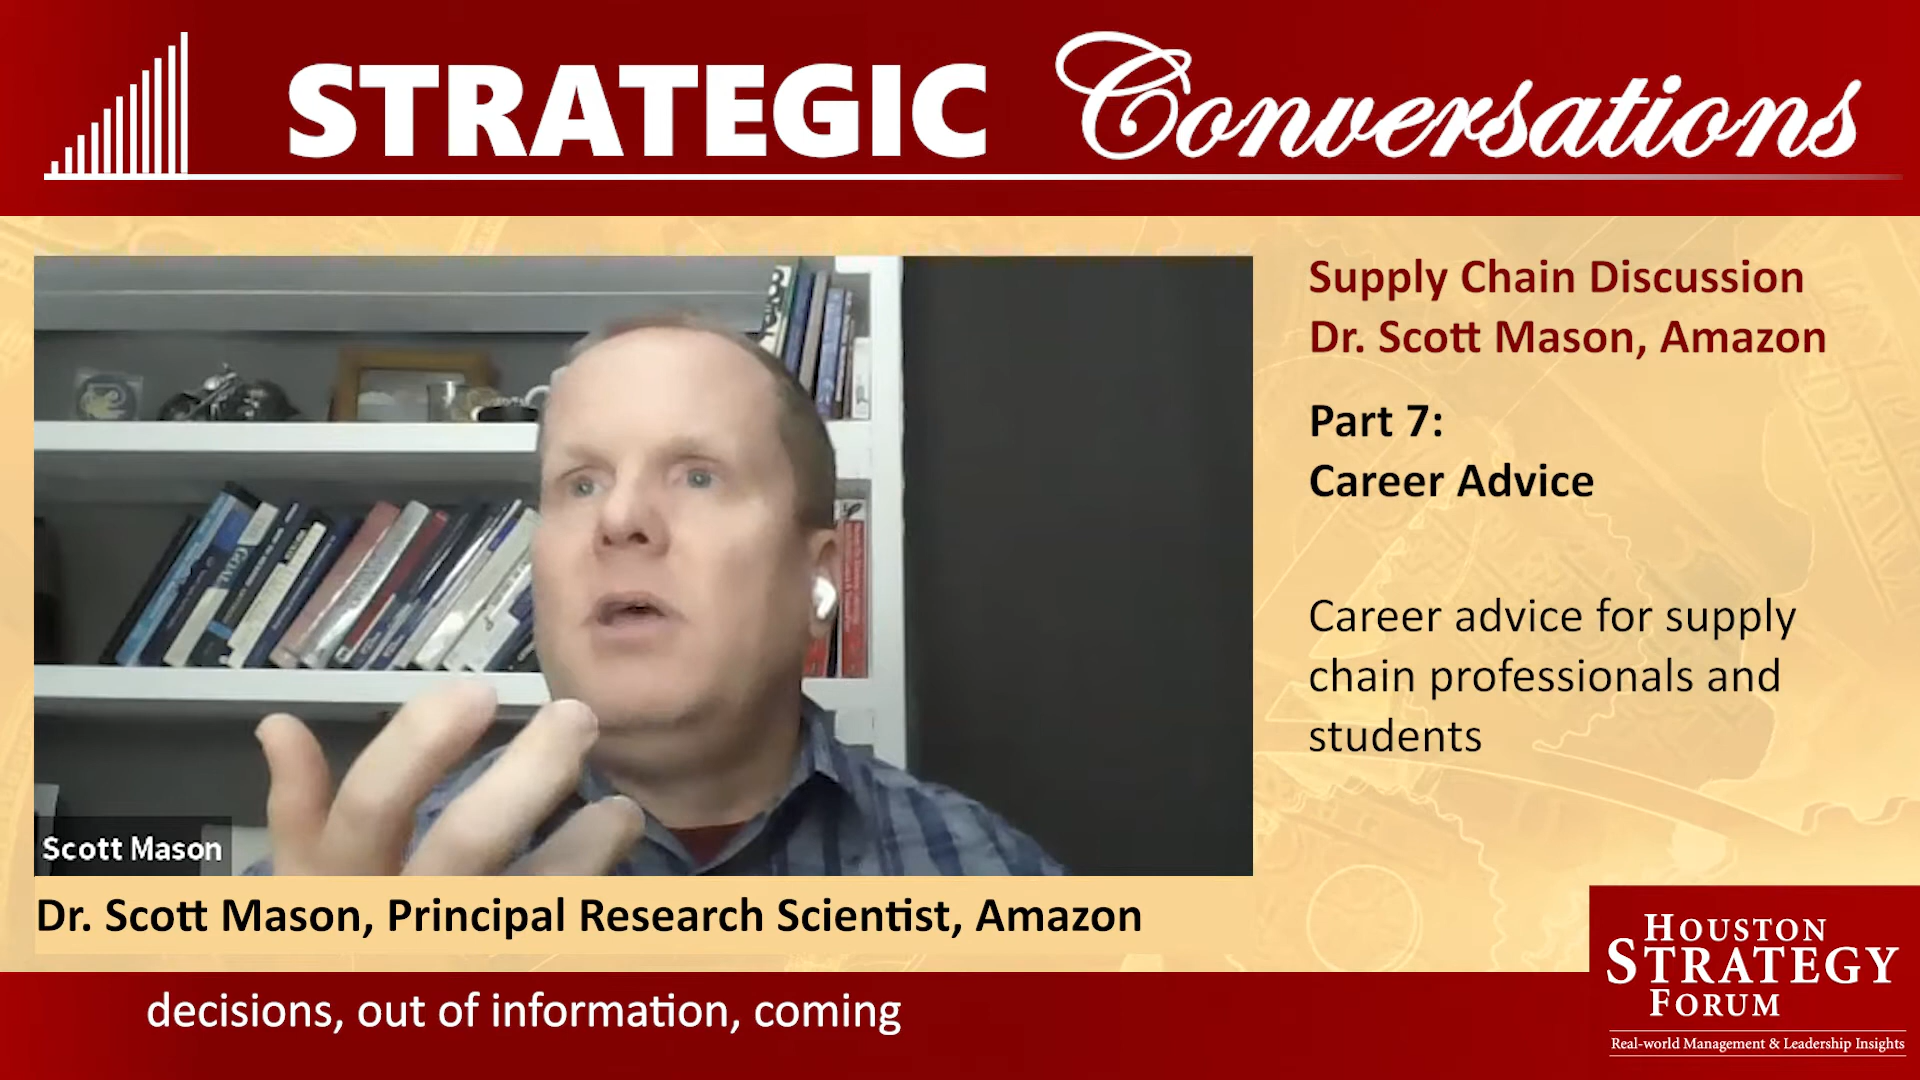 STRATEGIC Conversations
Supply Chain Discussion
Dr. Scott Mason, Amazon
Part 7:
Career Advice
Career advice for supply
chain professionals and
students
GOAL
Scott Mason
Dr. Scott Mason, Principal Research Scientist, Amazon
decisions, out of information, coming
HOUSTON
STRATEGY
FORUM
Real-world Management & Leadership Insights